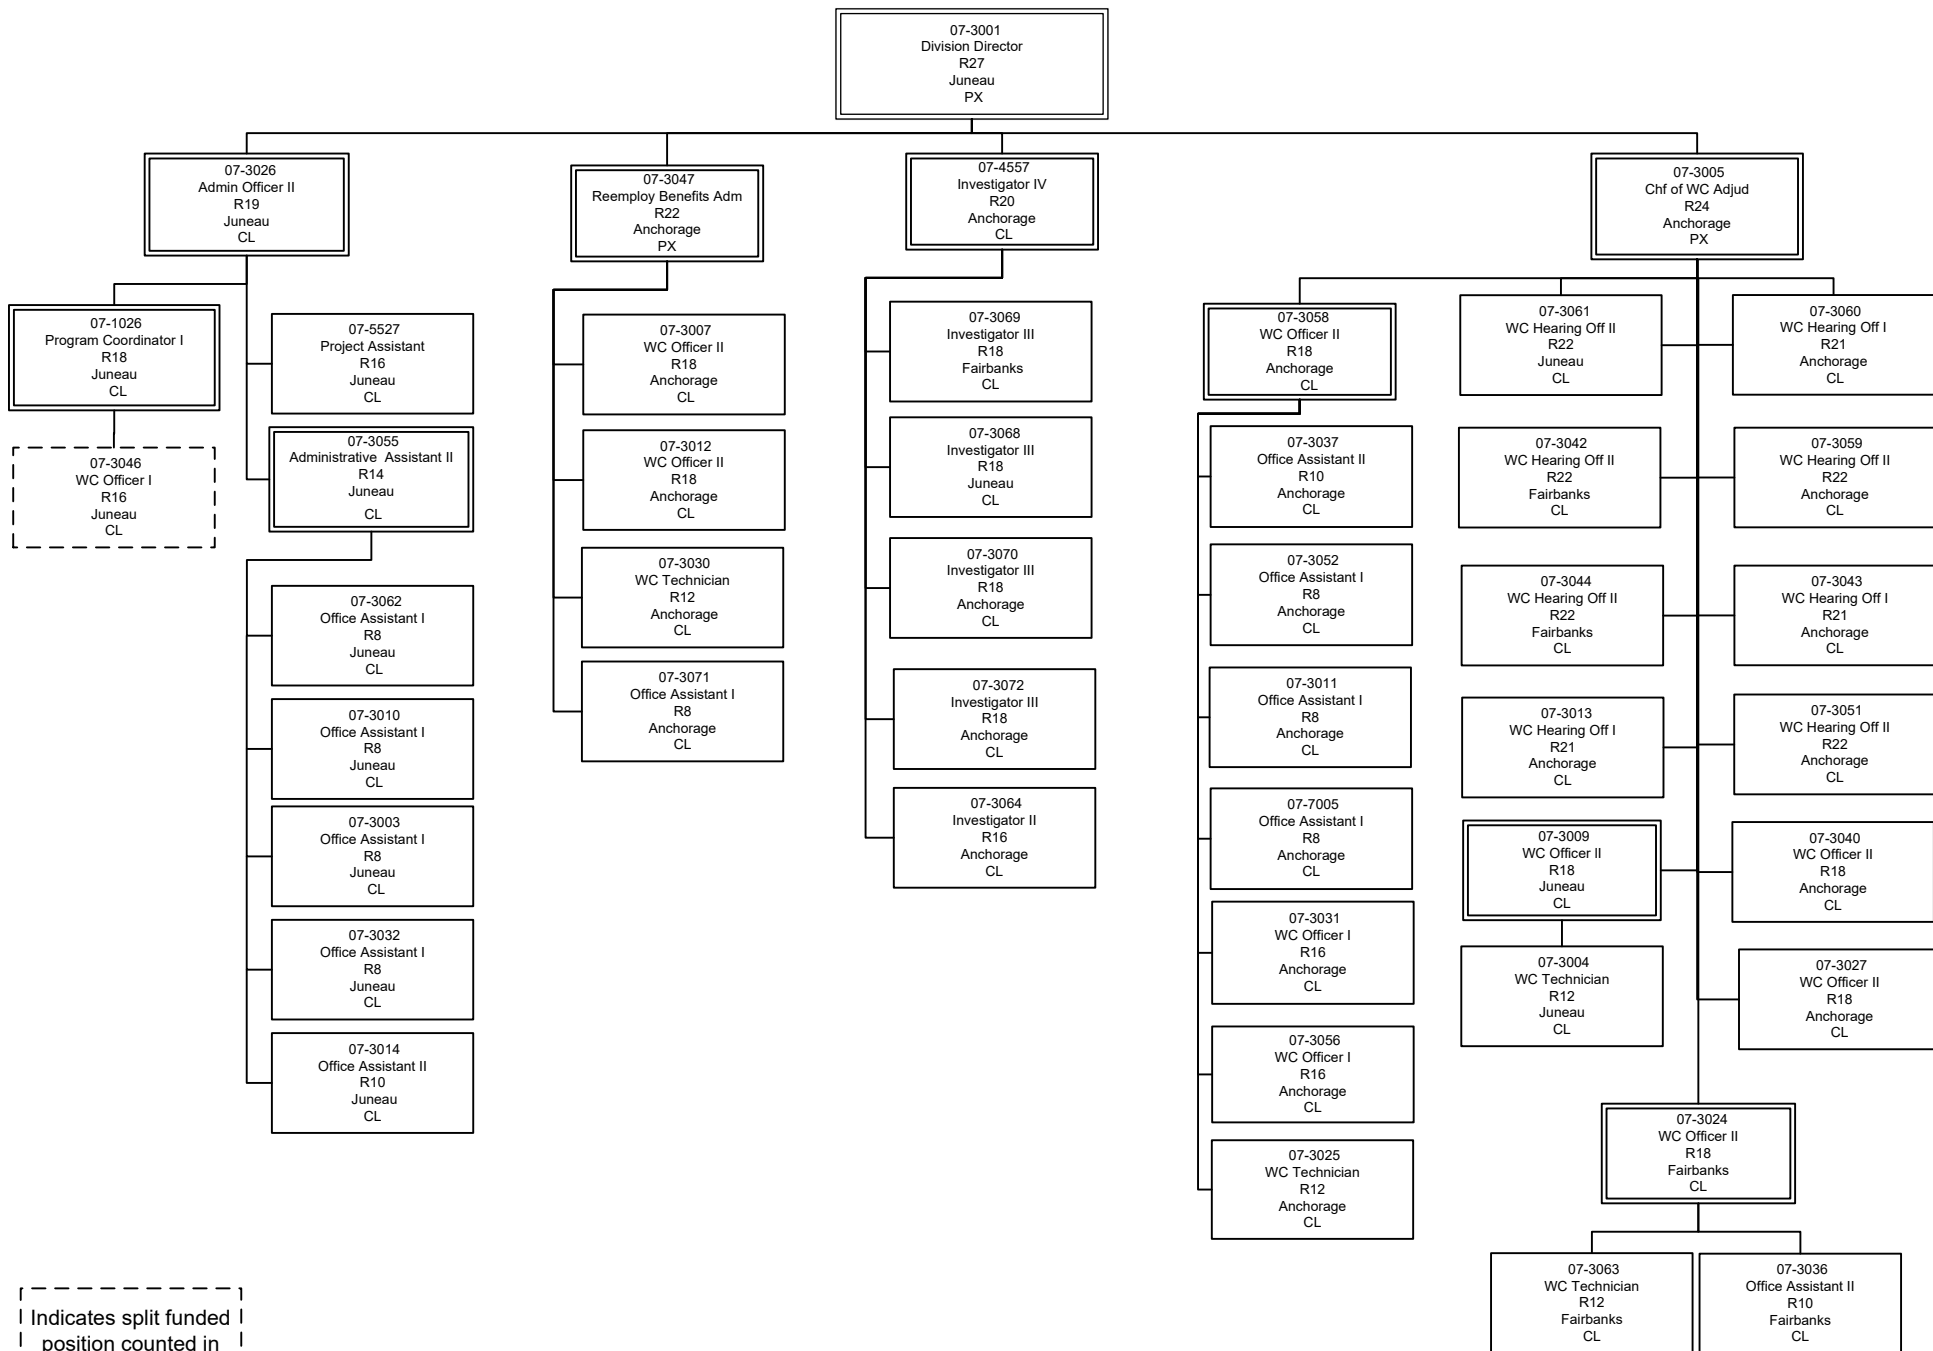 07-3001
Division Director
R27
Juneau
PX
07-3026
Admin Officer II
R19
Juneau
CL
07-3047
Reemploy Benefits Adm
R22
Anchorage
PX
07-4557
Investigator IV
R20
Anchorage
CL
07-3005
Chf of WC Adjud
R24
Anchorage
PX
07-1026
Program Coordinator I
R18
Juneau
CL
07-3046
WC Officer I
R16
Juneau
CL
07-5527
Project Assistant
R16
Juneau
CL
07-3055
Administrative  Assistant II
R14
Juneau
CL
07-3062
Office Assistant I
R8
Juneau
CL
07-3010
Office Assistant I
R8
Juneau
CL
07-3003
Office Assistant I
R8
Juneau
CL
07-3032
Office Assistant I
R8
Juneau
CL
07-3014
Office Assistant II
R10
Juneau
CL
07-3007
WC Officer II
R18
Anchorage
CL
07-3012
WC Officer II
R18
Anchorage
CL
07-3030
WC Technician
R12
Anchorage
CL
07-3071
Office Assistant I
R8
Anchorage
CL
07-3069
Investigator III
R18
Fairbanks
CL
07-3068
Investigator III
R18
Juneau
CL
07-3070
Investigator III
R18
Anchorage
CL
07-3072
Investigator III
R18
Anchorage
CL
07-3064
Investigator II
R16
Anchorage
CL
07-3058
WC Officer II
R18
Anchorage
CL
07-3037
Office Assistant II
R10
Anchorage
CL
07-3052
Office Assistant I
R8
Anchorage
CL
07-3011
Office Assistant I
R8
Anchorage
CL
07-7005
Office Assistant I
R8
Anchorage
CL
07-3031
WC Officer I
R16
Anchorage
CL
07-3056
WC Officer I
R16
Anchorage
CL
07-3025
WC Technician
R12
Anchorage
CL
07-3061
WC Hearing Off II
R22
Juneau
CL
07-3060
WC Hearing Off I
R21
Anchorage
CL
07-3042
WC Hearing Off II
R22
Fairbanks
CL
07-3059
WC Hearing Off II
R22
Anchorage
CL
07-3044
WC Hearing Off II
R22
Fairbanks
CL
07-3043
WC Hearing Off I
R21
Anchorage
CL
07-3013
WC Hearing Off I
R21
Anchorage
CL
07-3051
WC Hearing Off II
R22
Anchorage
CL
07-3009
WC Officer II
R18
Juneau
CL
07-3040
WC Officer II
R18
Anchorage
CL
07-3004
WC Technician
R12
Juneau
CL
07-3027
WC Officer II
R18
Anchorage
CL
07-3024
WC Officer II
R18
Fairbanks
CL
07-3063
WC Technician
R12
Fairbanks
CL
07-3036
Office Assistant II
R10
Fairbanks
CL
Indicates split funded
position counted in